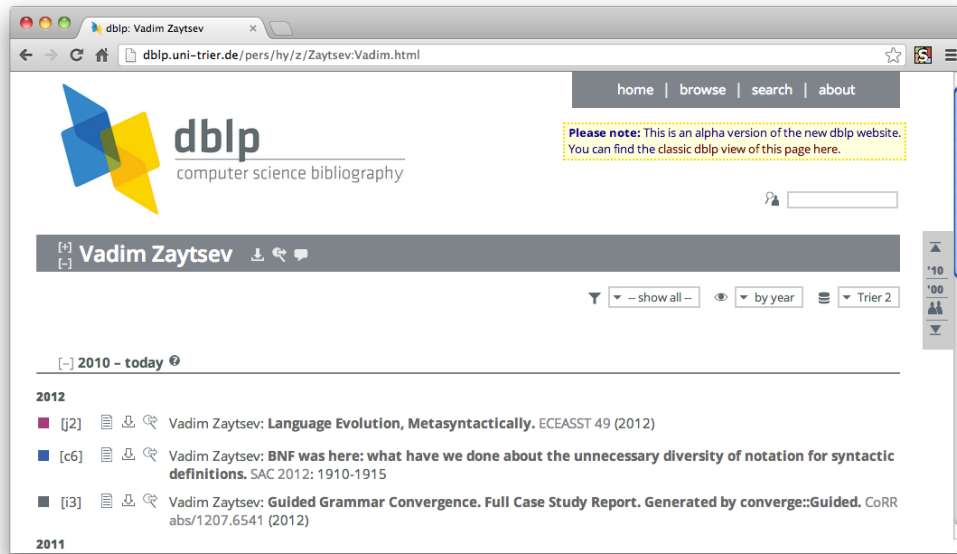 dblp: Vadim Zaytsev
dblp.uni-trier.de/pers/hy/z/Zaytsev:Vadim.html
home | browse | search | about
dblp
computer science bibliography
Please note: This is an alpha version of the new dblp website.
You can find the classic dblp view of this page here.
[+]
[-] Vadim Zaytsev
'10
'00
-- show all --
by year
Trier 2
[-] 2010 – today
2012
[j2] Vadim Zaytsev: Language Evolution, Metasyntactically. ECEASST 49 (2012)
[c6] Vadim Zaytsev: BNF was here: what have we done about the unnecessary diversity of notation for syntactic
definitions. SAC 2012: 1910-1915
[i3] Vadim Zaytsev: Guided Grammar Convergence. Full Case Study Report. Generated by converge::Guided. CoRR
abs/1207.6541 (2012)
2011